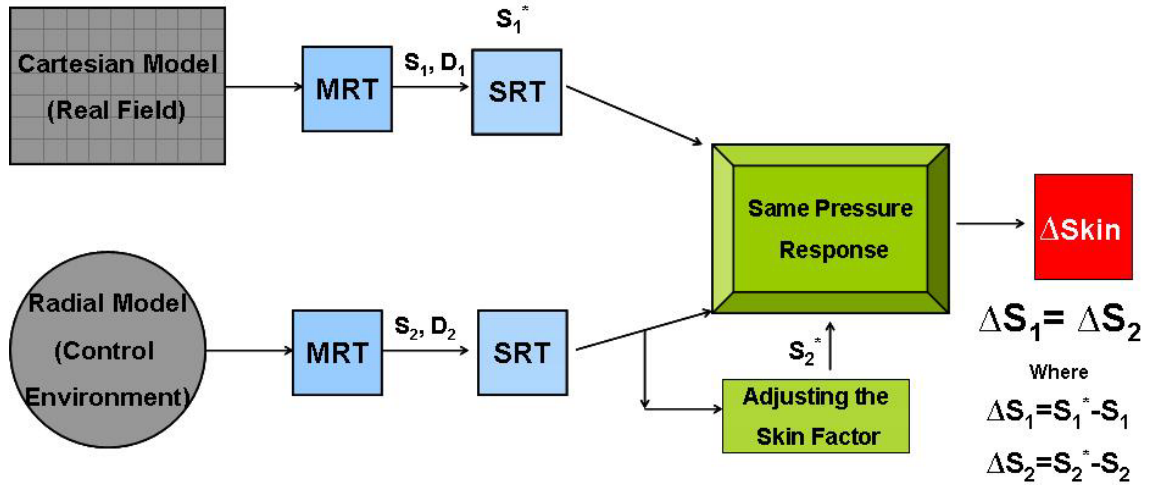 S₁*
Cartesian Model
(Real Field)
MRT
S₁, D₁
SRT
Same Pressure
Response
ΔSkin
Radial Model
(Control
Environment)
MRT
S₂, D₂
SRT
S₂*
Adjusting the
Skin Factor
ΔS₁= ΔS₂
Where
ΔS₁=S₁*-S₁
ΔS₂=S₂*-S₂